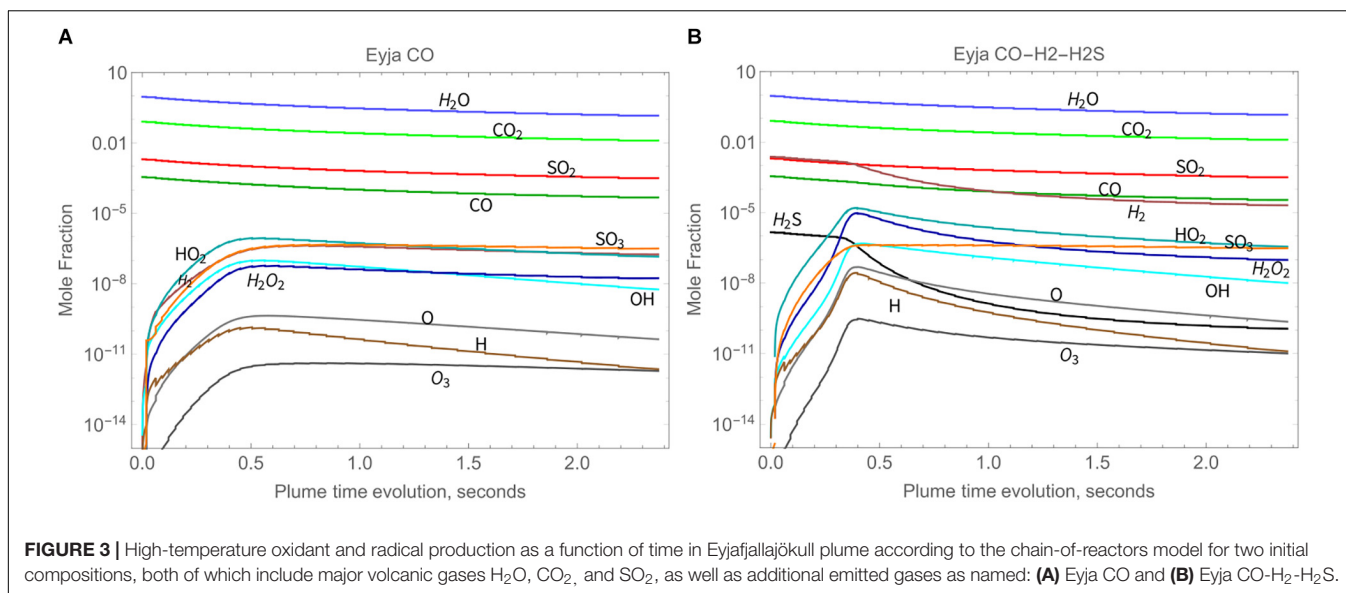 A
Eyja CO
10
0.01
10⁻⁵
10⁻⁸
10⁻¹¹
10⁻¹⁴
Mole Fraction
H₂O
CO₂
SO₂
CO
HO₂
H₂
SO₃
H₂O₂
OH
O
H
O₃
0.0 0.5 1.0 1.5 2.0
Plume time evolution, seconds
B
Eyja CO–H2–H2S
10
0.01
10⁻⁵
10⁻⁸
10⁻¹¹
10⁻¹⁴
Mole Fraction
H₂O
CO₂
SO₂
CO
H₂
H₂S
HO₂
SO₃
H₂O₂
OH
O
H
O₃
0.0 0.5 1.0 1.5 2.0
Plume time evolution, seconds
FIGURE 3 | High-temperature oxidant and radical production as a function of time in Eyjafjallajökull plume according to the chain-of-reactors model for two initial
compositions, both of which include major volcanic gases H₂O, CO₂, and SO₂, as well as additional emitted gases as named: (A) Eyja CO and (B) Eyja CO-H₂-H₂S.